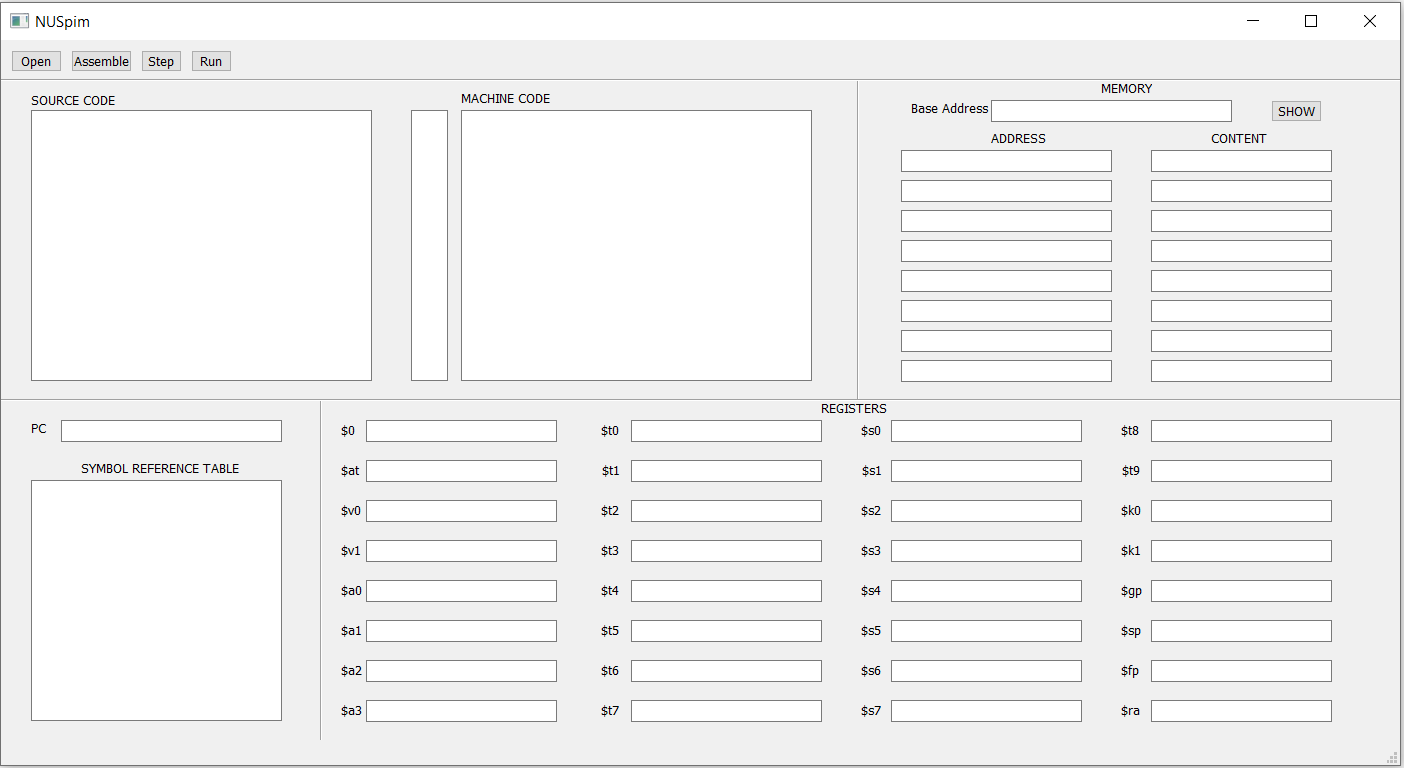 NUSpim
Open Assemble Step Run
SOURCE CODE
MACHINE CODE
MEMORY
Base Address SHOW
ADDRESS CONTENT
PC
SYMBOL REFERENCE TABLE
REGISTERS
$0 $t0 $s0 $t8
$at $t1 $s1 $t9
$v0 $t2 $s2 $k0
$v1 $t3 $s3 $k1
$a0 $t4 $s4 $gp
$a1 $t5 $s5 $sp
$a2 $t6 $s6 $fp
$a3 $t7 $s7 $ra